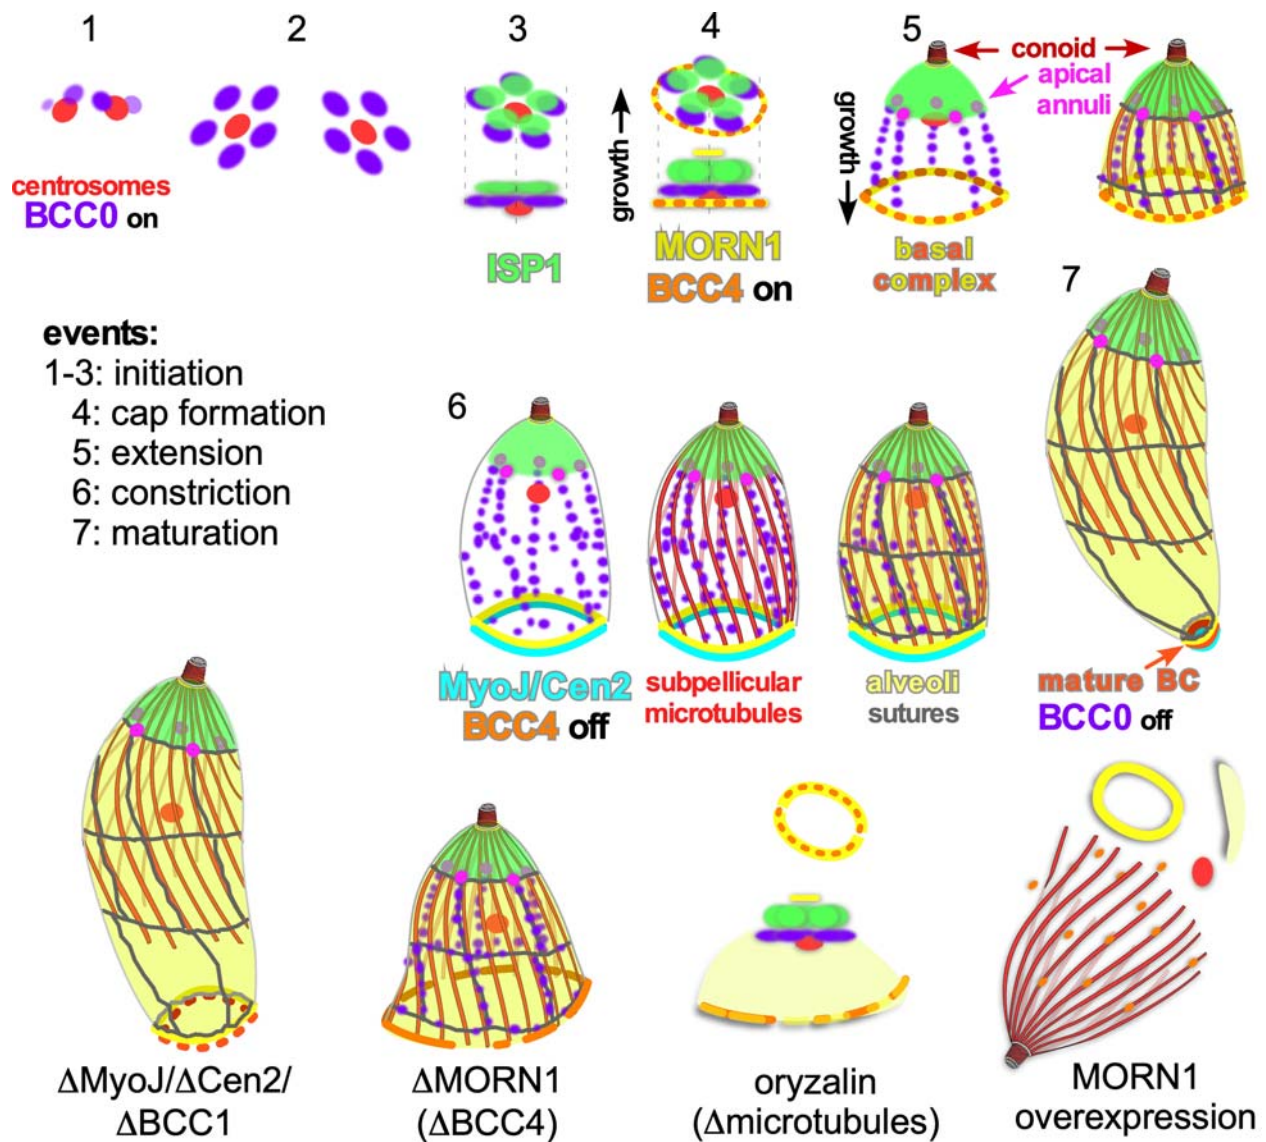 1
2
3
4
5
conoid
apical
annuli
centrosomes
BCC0 on
ISP1
growth
MORN1
BCC4 on
growth
basal
complex
events:
1-3: initiation
4: cap formation
5: extension
6: constriction
7: maturation
6
MyoJ/Cen2
BCC4 off
subpellicular
microtubules
alveoli
sutures
7
mature BC
BCC0 off
ΔMyoJ/ΔCen2/
ΔBCC1
ΔMORN1
(ΔBCC4)
oryzalin
(Δmicrotubules)
MORN1
overexpression